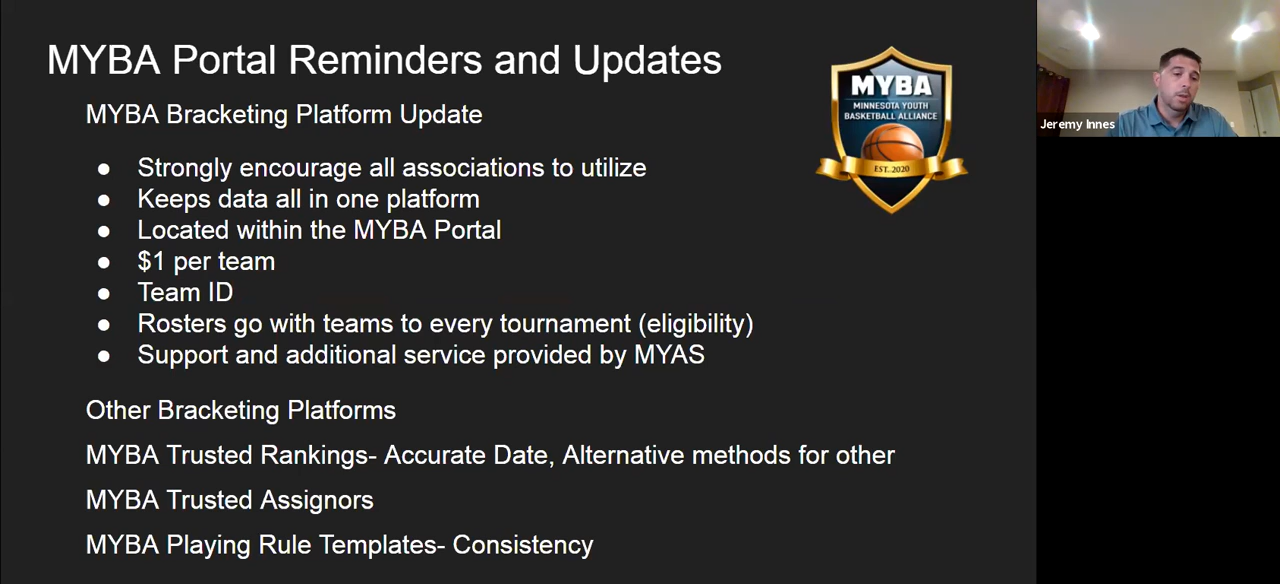 MYBA Portal Reminders and Updates
MYBA Bracketing Platform Update
● Strongly encourage all associations to utilize
● Keeps data all in one platform
● Located within the MYBA Portal
● $1 per team
● Team ID
● Rosters go with teams to every tournament (eligibility)
● Support and additional service provided by MYAS
Other Bracketing Platforms
MYBA Trusted Rankings- Accurate Date, Alternative methods for other
MYBA Trusted Assignors
MYBA Playing Rule Templates- Consistency
MYBA
MINNESOTA YOUTH
BASKETBALL ALLIANCE
EST. 2020
Jeremy Innes